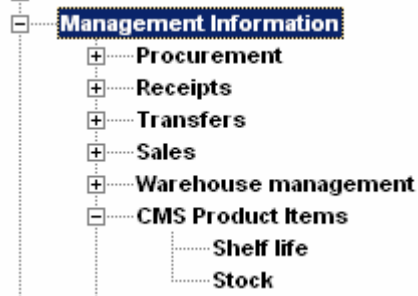 Management Information
Procurement
Receipts
Transfers
Sales
Warehouse management
CMS Product Items
Shelf life
Stock